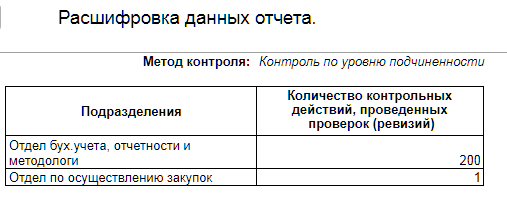 Расшифровка данных отчета.
Метод контроля: Контроль по уровню подчиненности
Подразделения
Количество контрольных
действий, проведенных
проверок (ревизий)
Отдел бух.учета, отчетности и
методологи
200
Отдел по осуществлению закупок
1